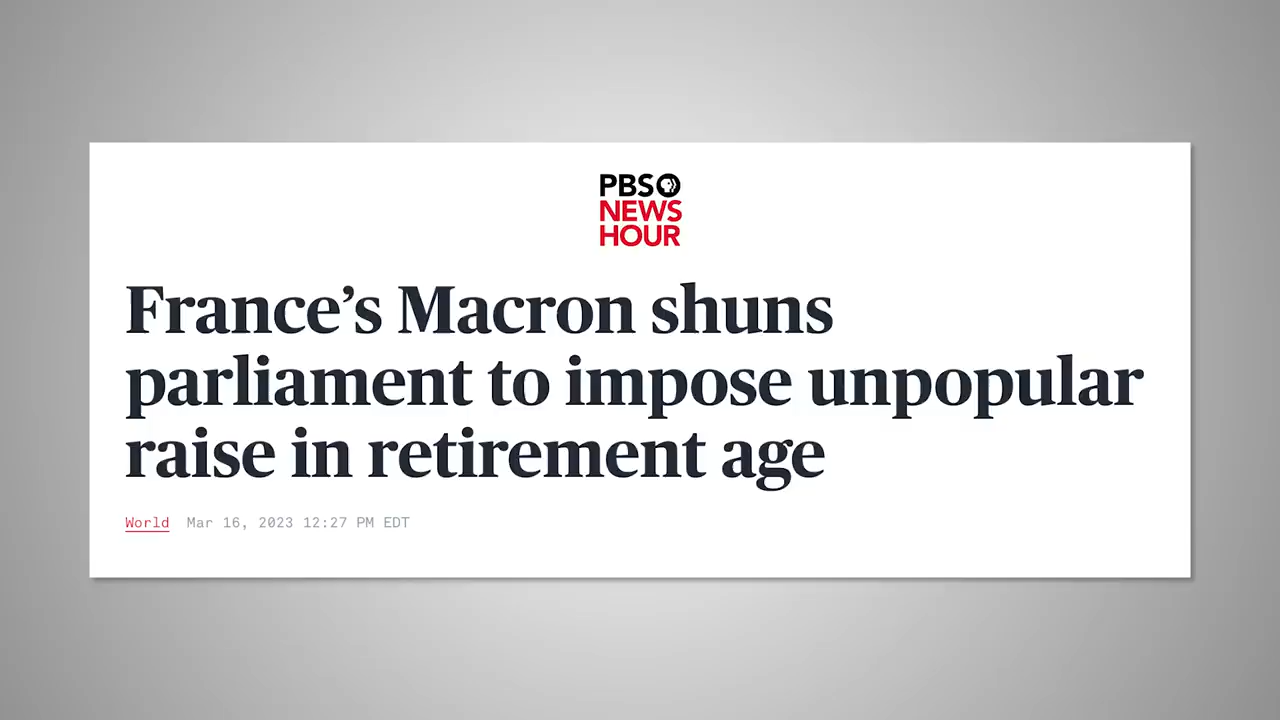 PBS
NEWS
HOUR
France’s Macron shuns
parliament to impose unpopular
raise in retirement age
World Mar 16, 2023 12:27 PM EDT